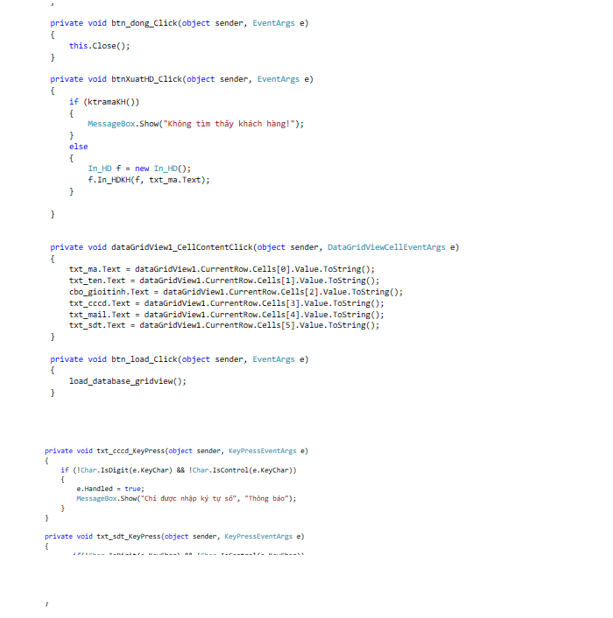 private void btn_dong_Click(object sender, EventArgs e)
{
this.Close();
}
private void btnXuatHD_Click(object sender, EventArgs e)
{
if (ktramaKH())
{
MessageBox.Show("Không tìm thấy khách hàng!");
}
else
{
In_HD f = new In_HD();
f.In_HDKH(f, txt_ma.Text);
}
}
private void dataGridView1_CellContentClick(object sender, DataGridViewCellEventArgs e)
{
txt_ma.Text = dataGridView1.CurrentRow.Cells[0].Value.ToString();
txt_ten.Text = dataGridView1.CurrentRow.Cells[1].Value.ToString();
cbo_gioitinh.Text = dataGridView1.CurrentRow.Cells[2].Value.ToString();
txt_cccd.Text = dataGridView1.CurrentRow.Cells[3].Value.ToString();
txt_mail.Text = dataGridView1.CurrentRow.Cells[4].Value.ToString();
txt_sdt.Text = dataGridView1.CurrentRow.Cells[5].Value.ToString();
}
private void btn_load_Click(object sender, EventArgs e)
{
load_database_gridview();
}
private void txt_cccd_KeyPress(object sender, KeyPressEventArgs e)
{
if (!Char.IsDigit(e.KeyChar) && !Char.IsControl(e.KeyChar))
{
e.Handled = true;
MessageBox.Show("Chỉ được nhập ký tự số", "Thông báo");
}
}
private void txt_sdt_KeyPress(object sender, KeyPressEventArgs e)
{